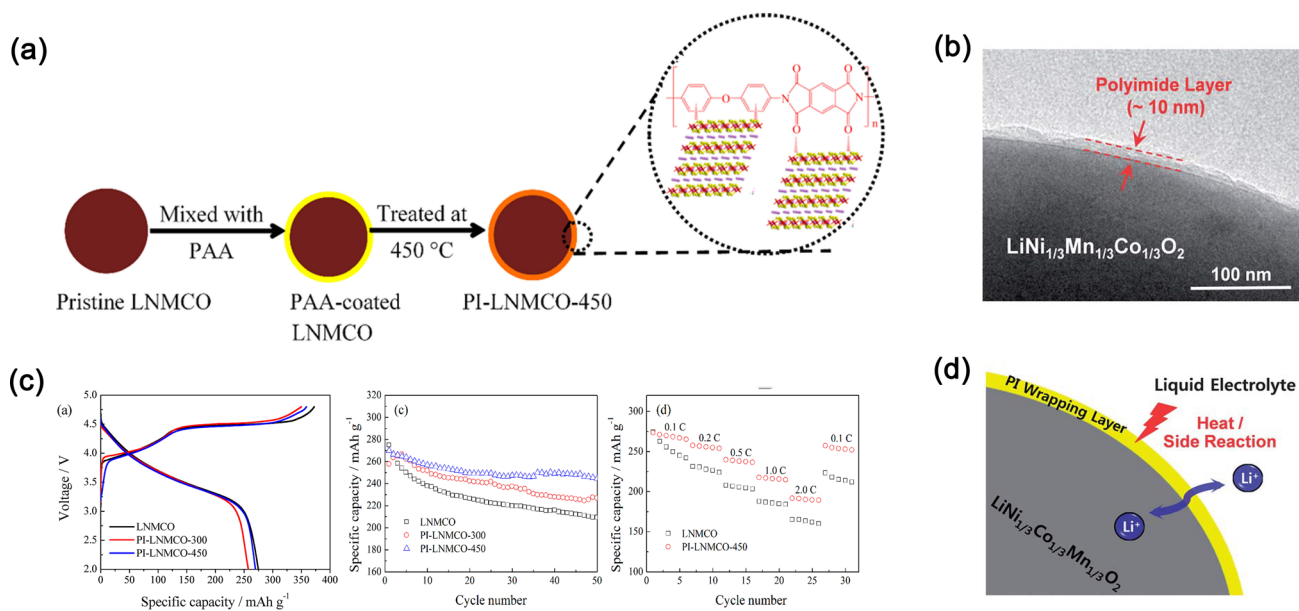 (a)
Mixed with
PAA
Treated at
450 °C
Pristine LNMCO
PAA-coated
LNMCO
PI-LNMCO-450
O
O
O
N
N
O
O
n
(b)
Polyimide Layer
(~ 10 nm)
LiNi1/3Mn1/3Co1/3O2
100 nm
(c)
(a)
Voltage / V
5.0
4.5
4.0
3.5
3.0
2.5
2.0
LNMCO
PI-LNMCO-300
PI-LNMCO-450
0 50 100 150 200 250 300 350 400
Specific capacity / mAh g-1
(c)
Specific capacity / mAh g-1
360
340
320
300
280
260
240
220
200
180
160
LNMCO
PI-LNMCO-300
PI-LNMCO-450
0 10 20 30 40 50
Cycle number
(d)
Specific capacity / mAh g-1
300
250
200
150
100
0.1 C
0.2 C
0.5 C
1.0 C
2.0 C
0.1 C
LNMCO
PI-LNMCO-450
0 5 10 15 20 25 30
Cycle number
(d)
PI Wrapping Layer
Liquid Electrolyte
Heat /
Side Reaction
Li+
Li+
LiNi1/3Co1/3Mn1/3O2